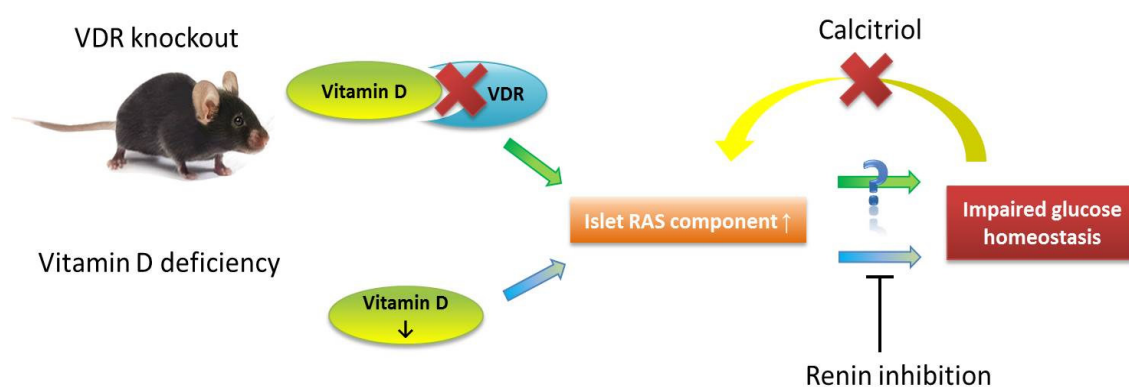 VDR knockout
Calcitriol
Vitamin D
VDR
?
Islet RAS component ↑
Impaired glucose
homeostasis
Vitamin D deficiency
Vitamin D
↓
Renin inhibition